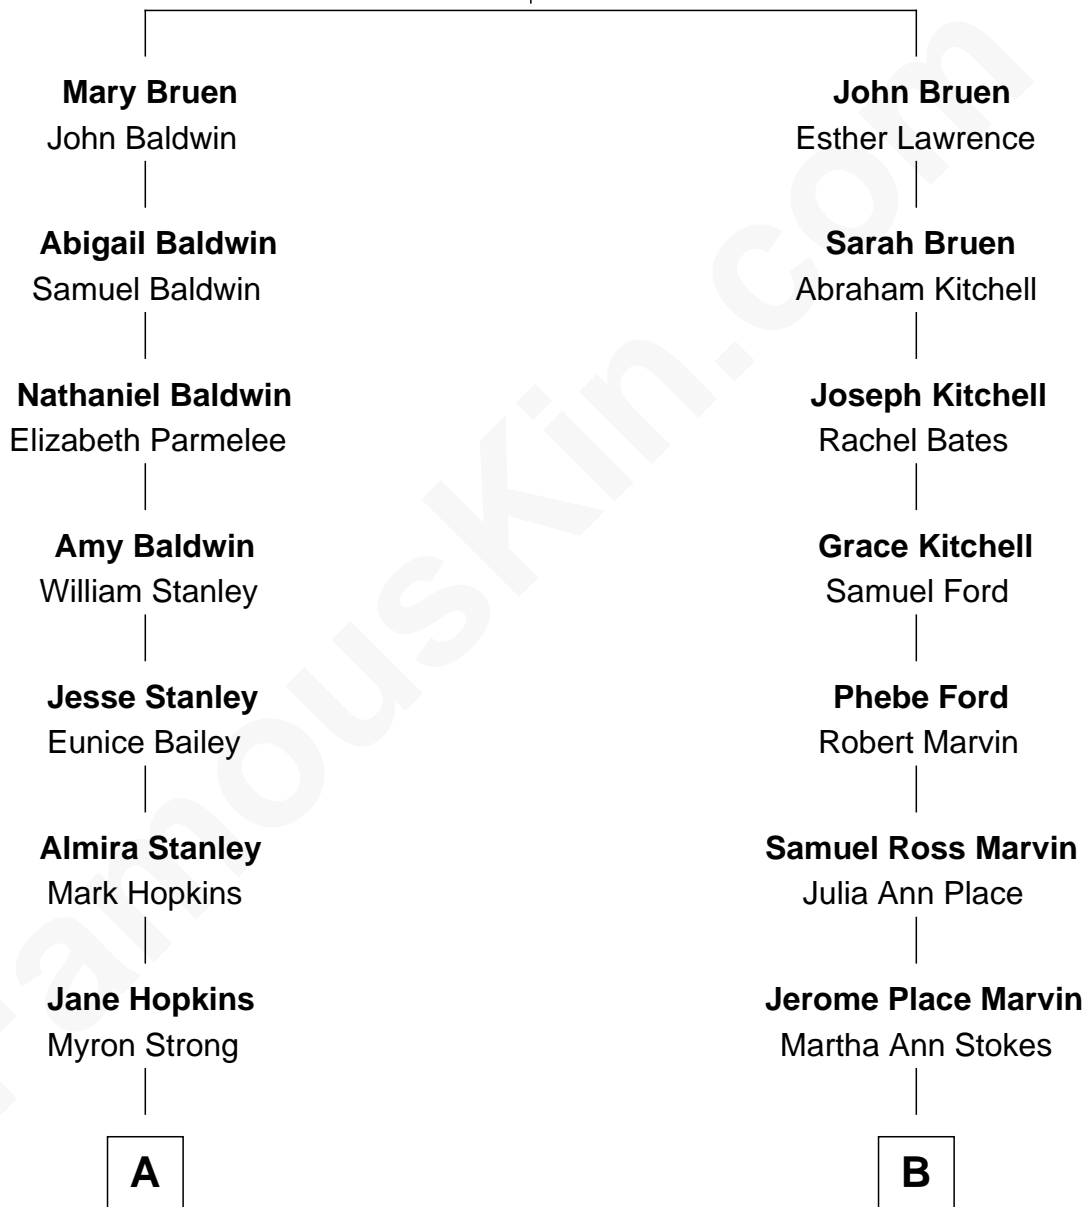 Mary Bruen
John Baldwin
Abigail Baldwin
Samuel Baldwin
Nathaniel Baldwin
Elizabeth Parmelee
Amy Baldwin
William Stanley
Jesse Stanley
Eunice Bailey
Almira Stanley
Mark Hopkins
Jane Hopkins
Myron Strong
A
John Bruen
Esther Lawrence
Sarah Bruen
Abraham Kitchell
Joseph Kitchell
Rachel Bates
Grace Kitchell
Samuel Ford
Phebe Ford
Robert Marvin
Samuel Ross Marvin
Julia Ann Place
Jerome Place Marvin
Martha Ann Stokes
B
FamousKin.com